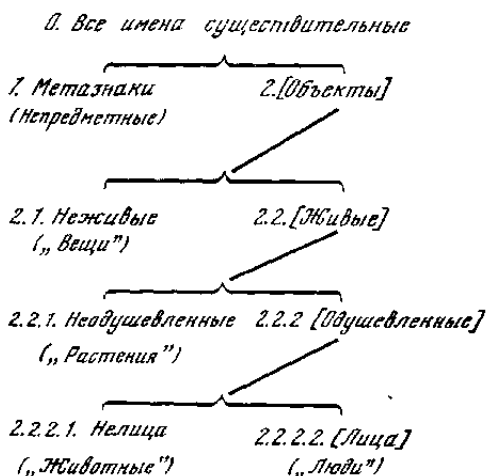 0. Все имена существительные
1. Метазнаки 2.[Объекты]
(Непредметные)
2.1. Неживые 2.2.[Живые]
(„Вещи”)
2.2.1. Неодушевленные 2.2.2 [Одушевленные]
(„Растения”)
2.2.2.1. Нелица 2.2.2.2. [Лица]
(„Животные”) („Люди”)